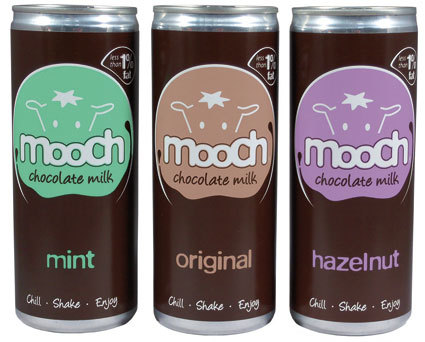 less than 1% fat
mooch
chocolate milk
mint
Chill · Shake · Enjoy
less than 1% fat
mooch
chocolate milk
original
Chill · Shake · Enjoy
less than 1% fat
mooch
chocolate milk
hazelnut
Chill · Shake · Enjoy